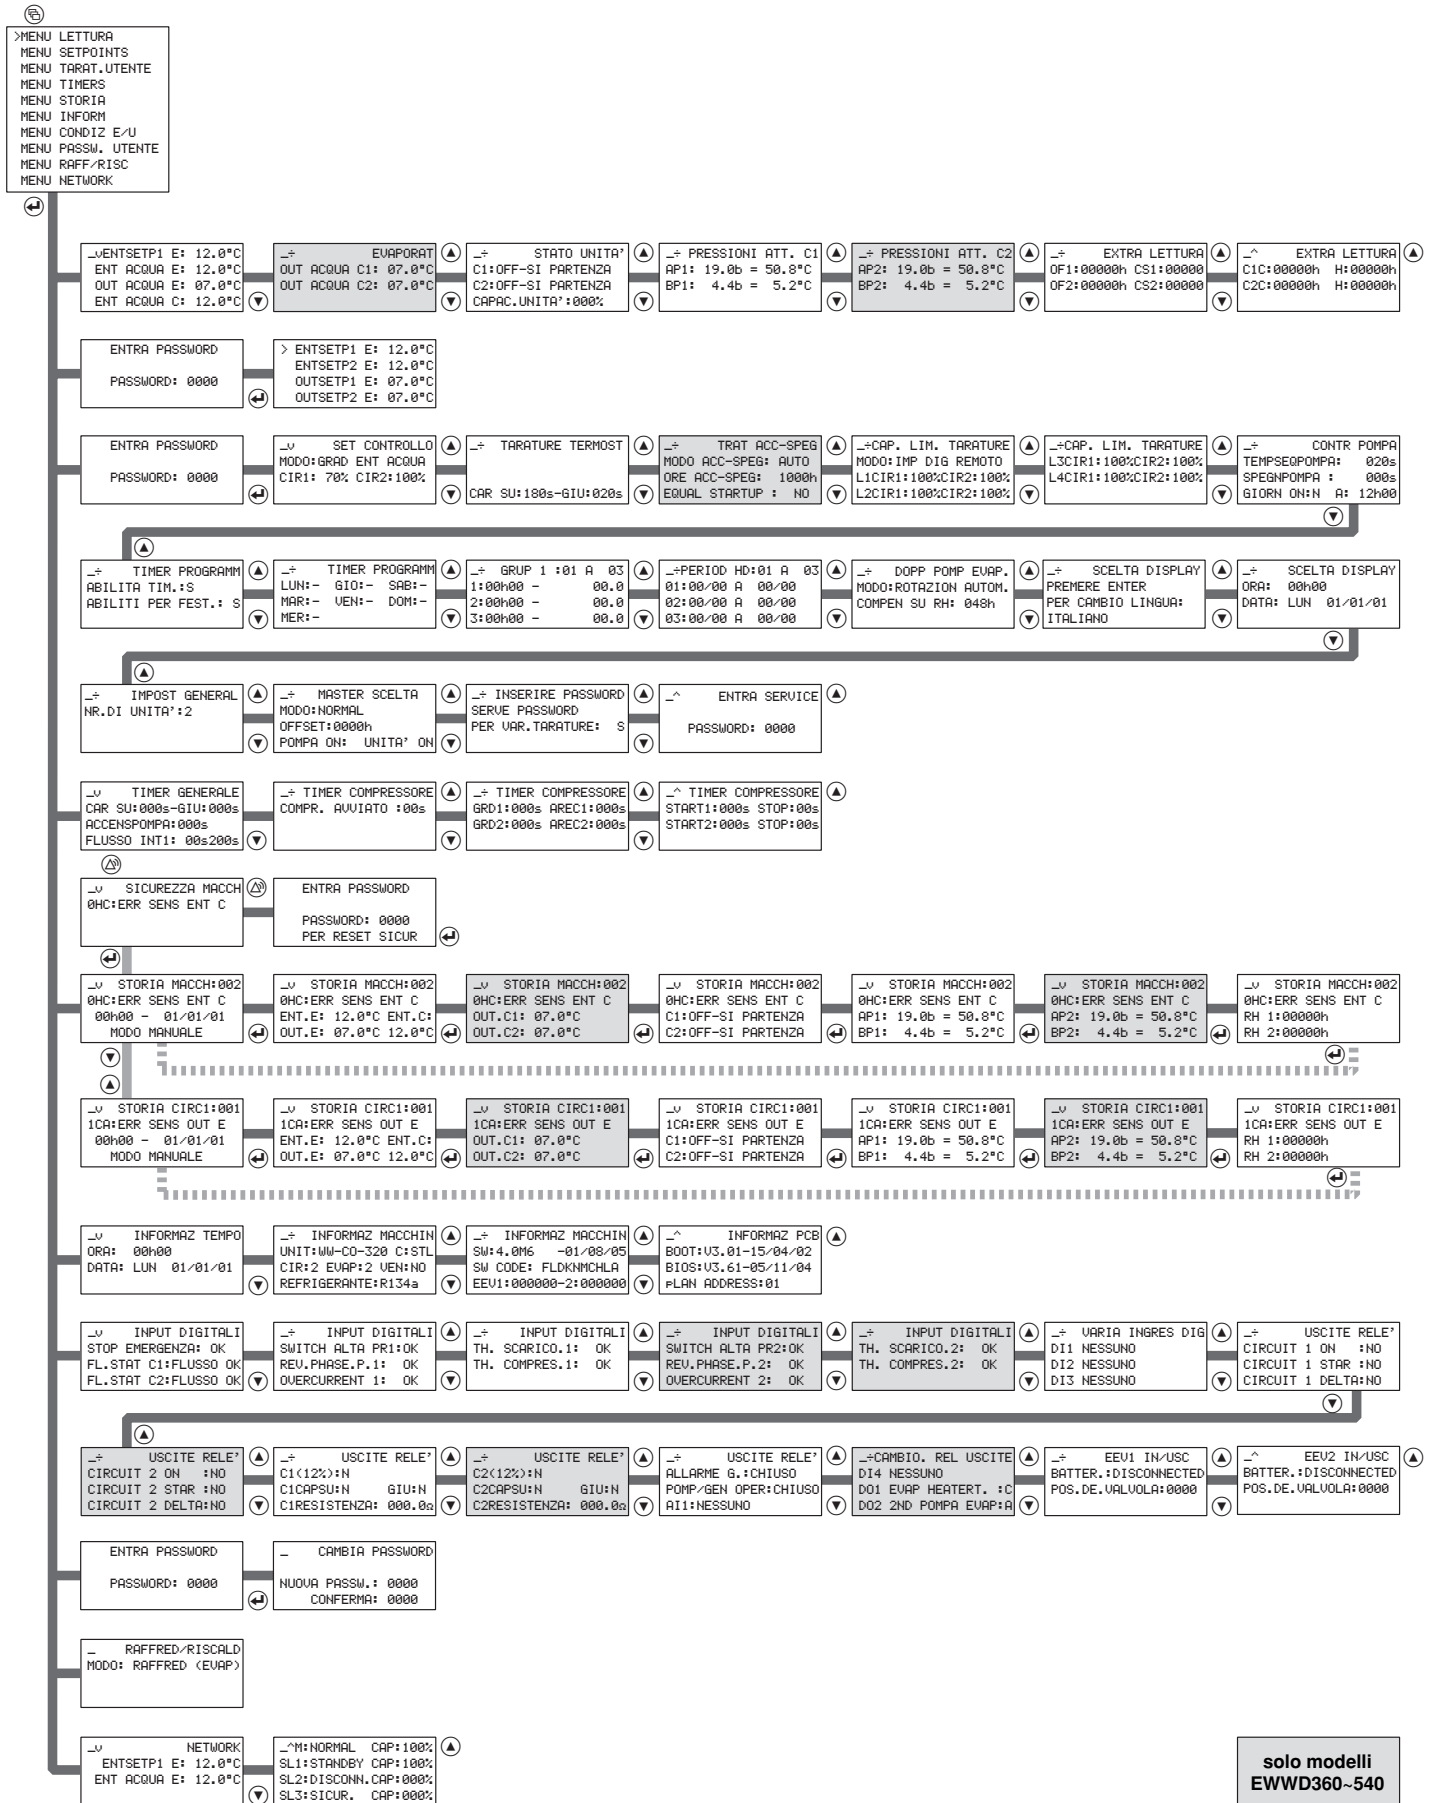 >MENU LETTURA
MENU SETPOINTS
MENU TARAT.UTENTE
MENU TIMERS
MENU STORIA
MENU INFORM
MENU CONDIZ E/U
MENU PASSW. UTENTE
MENU RAFF/RISC
MENU NETWORK
_vENTSETP1 E: 12.0°C
ENT ACQUA E: 12.0°C
OUT ACQUA E: 07.0°C
ENT ACQUA C: 12.0°C
_÷ EVAPORAT
OUT ACQUA C1: 07.0°C
OUT ACQUA C2: 07.0°C
_÷ STATO UNITA'
C1:OFF-SI PARTENZA
C2:OFF-SI PARTENZA
CAPAC.UNITA':000%
_÷ PRESSIONI ATT. C1
AP1: 19.0b = 50.8°C
BP1: 4.4b = 5.2°C
_÷ PRESSIONI ATT. C2
AP2: 19.0b = 50.8°C
BP2: 4.4b = 5.2°C
_÷ EXTRA LETTURA
OF1:00000h CS1:00000
OF2:00000h CS2:00000
_^ EXTRA LETTURA
C1C:00000h H:00000h
C2C:00000h H:00000h
ENTRA PASSWORD
PASSWORD: 0000
> ENTSETP1 E: 12.0°C
ENTSETP2 E: 12.0°C
OUTSETP1 E: 07.0°C
OUTSETP2 E: 07.0°C
ENTRA PASSWORD
PASSWORD: 0000
_v SET CONTROLLO
MODO:GRAD ENT ACQUA
CIR1: 70% CIR2:100%
_÷ TARATURE TERMOST
CAR SU:180s-GIU:020s
_÷ TRAT ACC-SPEG
MODO ACC-SPEG: AUTO
ORE ACC-SPEG: 1000h
EQUAL STARTUP : NO
_÷CAP. LIM. TARATURE
MODO:IMP DIG REMOTO
L1CIR1:100%CIR2:100%
L2CIR1:100%CIR2:100%
_÷CAP. LIM. TARATURE
L3CIR1:100%CIR2:100%
L4CIR1:100%CIR2:100%
_÷ CONTR POMPA
TEMPSEQPOMPA: 020s
SPEGNPOMPA : 000s
GIORN ON:N A: 12h00
_÷ TIMER PROGRAMM
ABILITA TIM.:S
ABILITI PER FEST.: S
_÷ TIMER PROGRAMM
LUN:- GIO:- SAB:-
MAR:- VEN:- DOM:-
MER:-
_÷ GRUP 1 :01 A 03
1:00h00 - 00.0
2:00h00 - 00.0
3:00h00 - 00.0
_÷PERIOD HD:01 A 03
01:00/00 A 00/00
02:00/00 A 00/00
03:00/00 A 00/00
_÷ DOPP POMP EVAP.
MODO:ROTAZION AUTOM.
COMPEN SU RH: 048h
_÷ SCELTA DISPLAY
PREMERE ENTER
PER CAMBIO LINGUA:
ITALIANO
_÷ SCELTA DISPLAY
ORA: 00h00
DATA: LUN 01/01/01
_÷ IMPOST GENERAL
NR.DI UNITA':2
_÷ MASTER SCELTA
MODO:NORMAL
OFFSET:0000h
POMPA ON: UNITA' ON
_÷ INSERIRE PASSWORD
SERVE PASSWORD
PER VAR.TARATURE: S
_^ ENTRA SERVICE
PASSWORD: 0000
_v TIMER GENERALE
CAR SU:000s-GIU:000s
ACCENSPOMPA:000s
FLUSSO INT1: 00s200s
_÷ TIMER COMPRESSORE
COMPR. AVVIATO :00s
_÷ TIMER COMPRESSORE
GRD1:000s AREC1:000s
GRD2:000s AREC2:000s
_^ TIMER COMPRESSORE
START1:000s STOP:00s
START2:000s STOP:00s
_v SICUREZZA MACCH
0HC:ERR SENS ENT C
ENTRA PASSWORD
PASSWORD: 0000
PER RESET SICUR
_v STORIA MACCH:002
0HC:ERR SENS ENT C
00h00 - 01/01/01
MODO MANUALE
_v STORIA MACCH:002
0HC:ERR SENS ENT C
ENT.E: 12.0°C ENT.C:
OUT.E: 07.0°C 12.0°C
_v STORIA MACCH:002
0HC:ERR SENS ENT C
OUT.C1: 07.0°C
OUT.C2: 07.0°C
_v STORIA MACCH:002
0HC:ERR SENS ENT C
C1:OFF-SI PARTENZA
C2:OFF-SI PARTENZA
_v STORIA MACCH:002
0HC:ERR SENS ENT C
AP1: 19.0b = 50.8°C
BP1: 4.4b = 5.2°C
_v STORIA MACCH:002
0HC:ERR SENS ENT C
AP2: 19.0b = 50.8°C
BP2: 4.4b = 5.2°C
_v STORIA MACCH:002
0HC:ERR SENS ENT C
RH 1:00000h
RH 2:00000h
_v STORIA CIRC1:001
1CA:ERR SENS OUT E
00h00 - 01/01/01
MODO MANUALE
_v STORIA CIRC1:001
1CA:ERR SENS OUT E
ENT.E: 12.0°C ENT.C:
OUT.E: 07.0°C 12.0°C
_v STORIA CIRC1:001
1CA:ERR SENS OUT E
OUT.C1: 07.0°C
OUT.C2: 07.0°C
_v STORIA CIRC1:001
1CA:ERR SENS OUT E
C1:OFF-SI PARTENZA
C2:OFF-SI PARTENZA
_v STORIA CIRC1:001
1CA:ERR SENS OUT E
AP1: 19.0b = 50.8°C
BP1: 4.4b = 5.2°C
_v STORIA CIRC1:001
1CA:ERR SENS OUT E
AP2: 19.0b = 50.8°C
BP2: 4.4b = 5.2°C
_v STORIA CIRC1:001
1CA:ERR SENS OUT E
RH 1:00000h
RH 2:00000h
_v INFORMAZ TEMPO
ORA: 00h00
DATA: LUN 01/01/01
_÷ INFORMAZ MACCHIN
UNIT:WW-CO-320 C:STL
CIR:2 EVAP:2 VEN:NO
REFRIGERANTE:R134a
_÷ INFORMAZ MACCHIN
SW:4.0M6 -01/08/05
SW CODE: FLDKNMCHLA
EEV1:000000-2:000000
_^ INFORMAZ PCB
BOOT:V3.01-15/04/02
BIOS:V3.61-05/11/04
pLAN ADDRESS:01
_v INPUT DIGITALI
STOP EMERGENZA: OK
FL.STAT C1:FLUSSO OK
FL.STAT C2:FLUSSO OK
_÷ INPUT DIGITALI
SWITCH ALTA PR1:OK
REV.PHASE.P.1: OK
OVERCURRENT 1: OK
_÷ INPUT DIGITALI
TH. SCARICO.1: OK
TH. COMPRES.1: OK
_÷ INPUT DIGITALI
SWITCH ALTA PR2:OK
REV.PHASE.P.2: OK
OVERCURRENT 2: OK
_÷ INPUT DIGITALI
TH. SCARICO.2: OK
TH. COMPRES.2: OK
_÷ VARIA INGRES DIG
DI1 NESSUNO
DI2 NESSUNO
DI3 NESSUNO
_÷ USCITE RELE'
CIRCUIT 1 ON :NO
CIRCUIT 1 STAR :NO
CIRCUIT 1 DELTA:NO
_÷ USCITE RELE'
CIRCUIT 2 ON :NO
CIRCUIT 2 STAR :NO
CIRCUIT 2 DELTA:NO
_÷ USCITE RELE'
C1(12%):N
C1CAPSU:N GIU:N
C1RESISTENZA: 000.0Ω
_÷ USCITE RELE'
C2(12%):N
C2CAPSU:N GIU:N
C2RESISTENZA: 000.0Ω
_÷ USCITE RELE'
ALLARME G.:CHIUSO
POMP/GEN OPER:CHIUSO
AI1:NESSUNO
_÷CAMBIO. REL USCITE
DI4 NESSUNO
DO1 EVAP HEATERT. :C
DO2 2ND POMPA EVAP:A
_÷ EEV1 IN/USC
BATTER.:DISCONNECTED
POS.DE.VALVOLA:0000
_^ EEV2 IN/USC
BATTER.:DISCONNECTED
POS.DE.VALVOLA:0000
ENTRA PASSWORD
PASSWORD: 0000
_ CAMBIA PASSWORD
NUOVA PASSW.: 0000
CONFERMA: 0000
_ RAFFRED/RISCALD
MODO: RAFFRED (EVAP)
_v NETWORK
ENTSETP1 E: 12.0°C
ENT ACQUA E: 12.0°C
_^M:NORMAL CAP:100%
SL1:STANDBY CAP:100%
SL2:DISCONN.CAP:000%
SL3:SICUR. CAP:000%
solo modelli
EWWD360~540